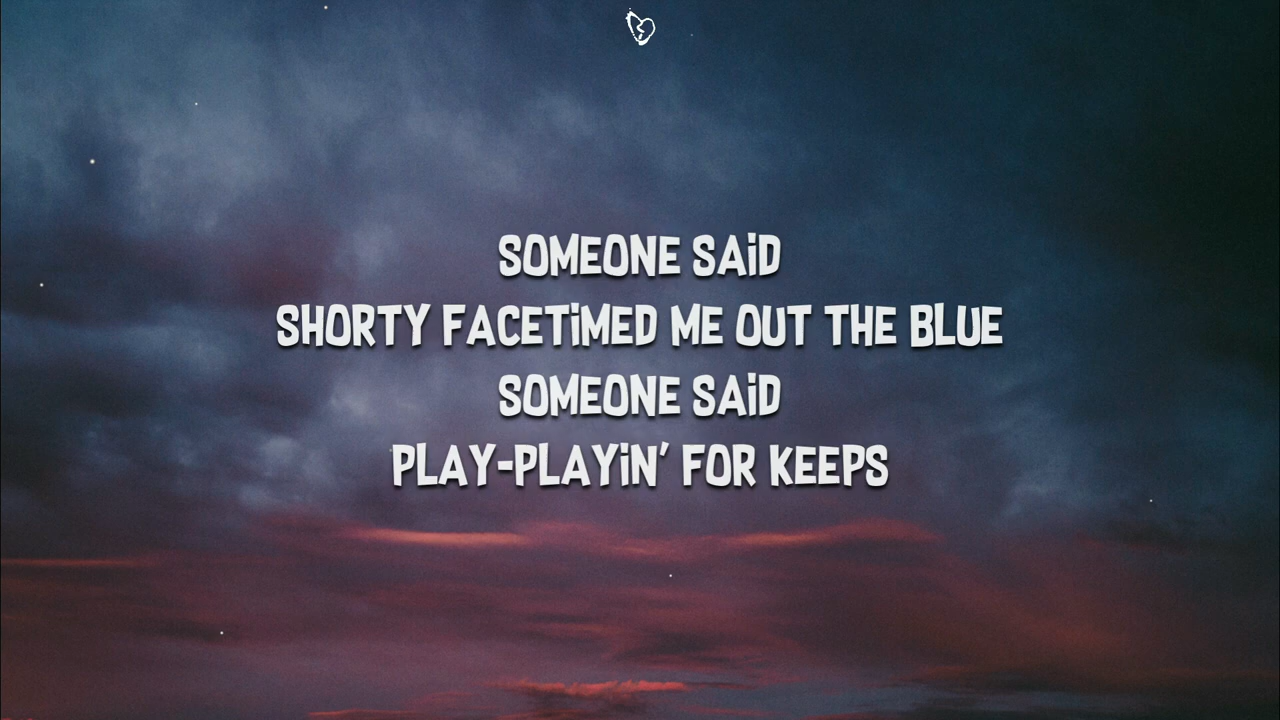 SOMEONE SAiD
SHORTY FACETiMED ME OUT THE BLUE
SOMEONE SAiD
PLAY-PLAYiN' FOR KEEPS